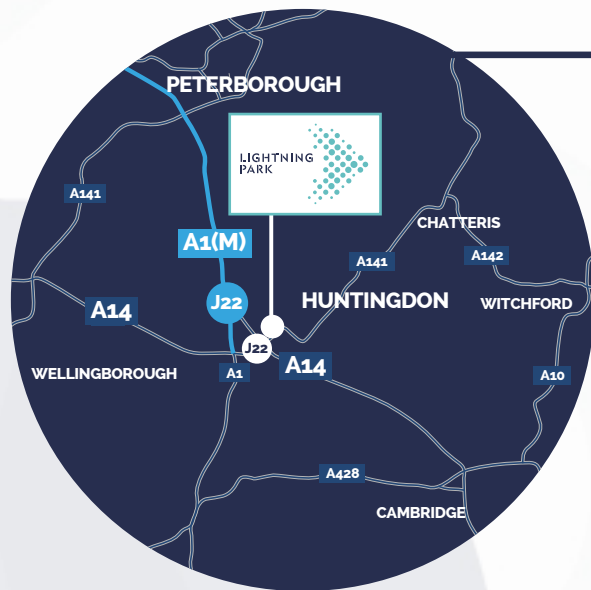 PETERBOROUGH
LIGHTNING
PARK
A141
CHATTERIS
A1(M)
A141
A142
J22
HUNTINGDON
WITCHFORD
A14
J22
A14
WELLINGBOROUGH
A1
A10
A428
CAMBRIDGE